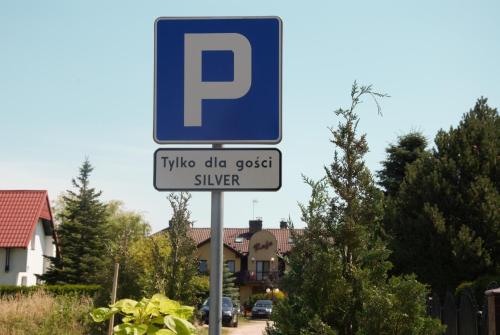 P
Tylko dla gości
SILVER